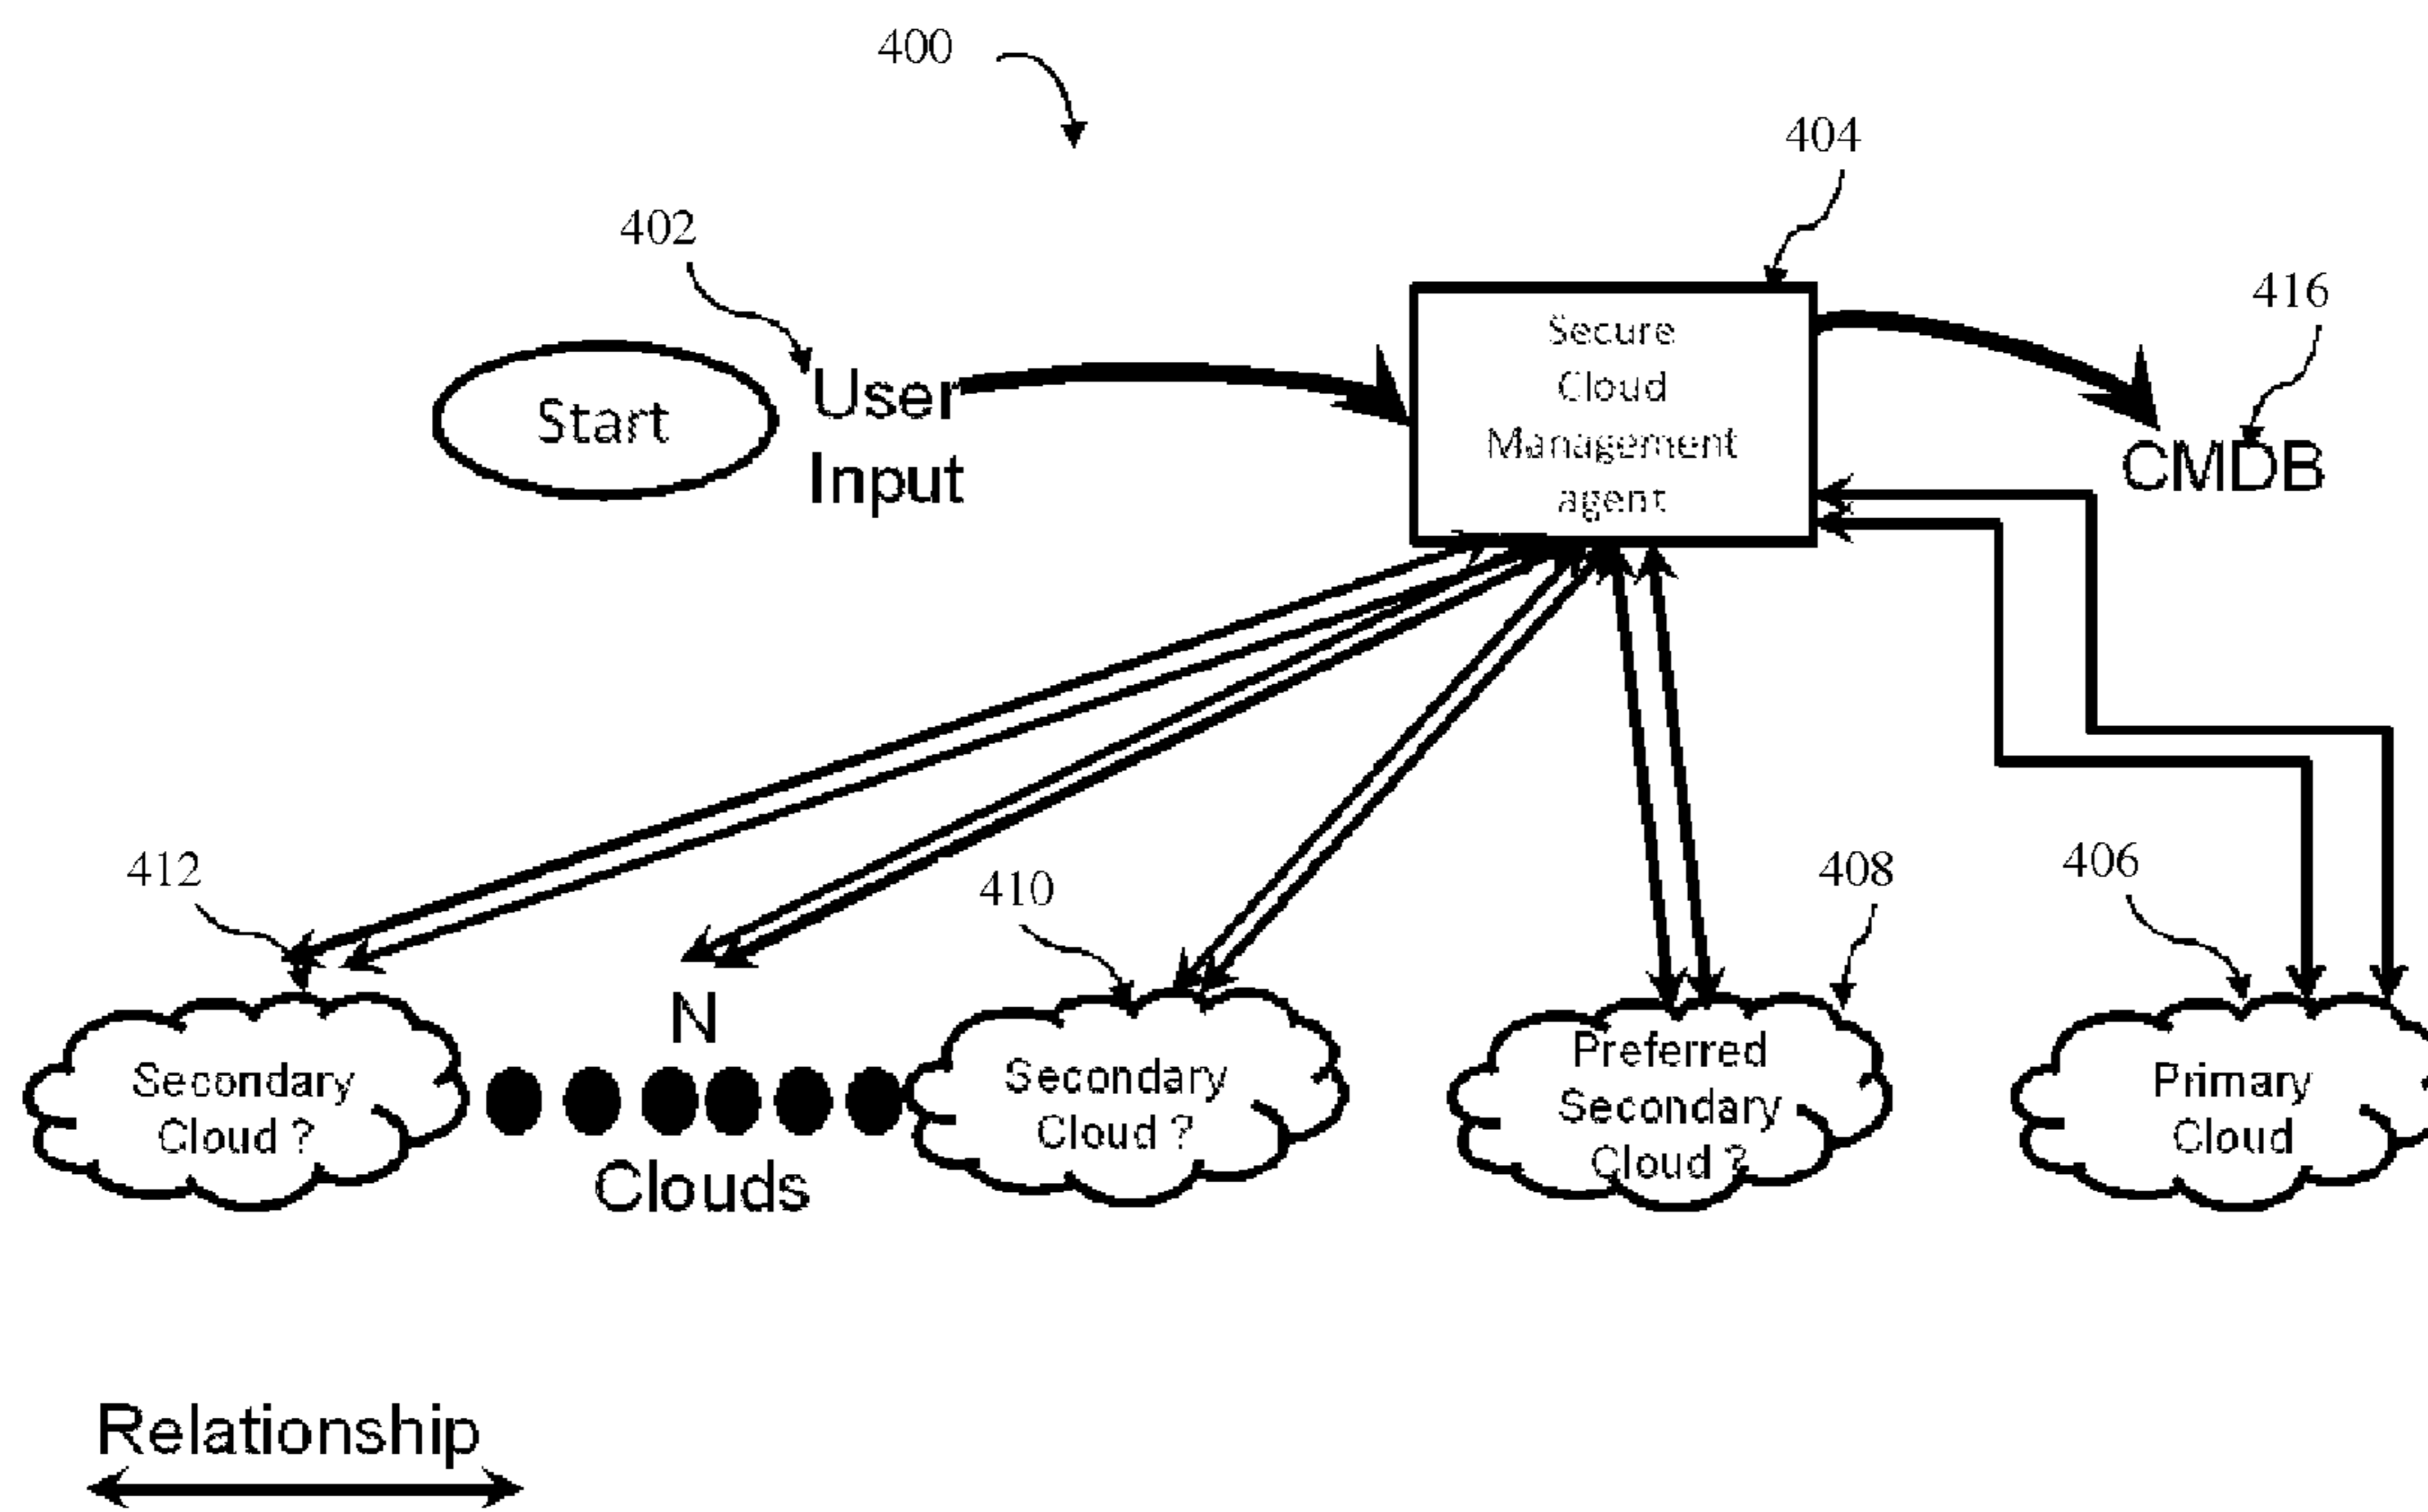 400
404
402
416
Start
User
Input
Secure
Cloud
Management
agent
CMDB
412
410
408
406
N
Clouds
Secondary
Cloud ?
Secondary
Cloud ?
Preferred
Secondary
Cloud ?
Primary
Cloud
Relationship